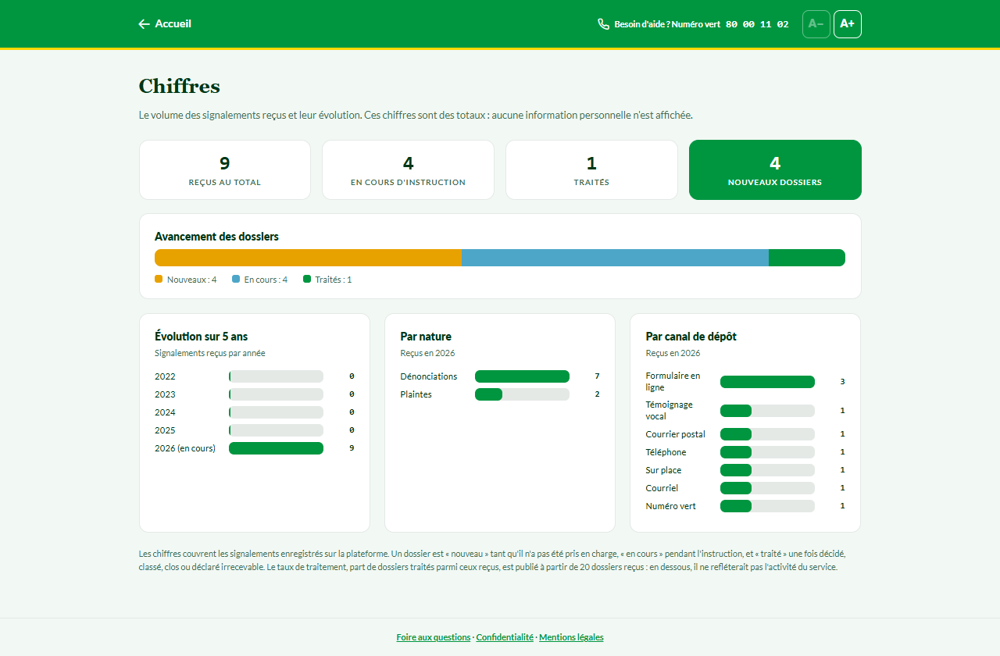 Accueil
Besoin d'aide ? Numéro vert 80 00 11 02
A−
A+
Chiffres
Le volume des signalements reçus et leur évolution. Ces chiffres sont des totaux : aucune information personnelle n'est affichée.
9
REÇUS AU TOTAL
4
EN COURS D'INSTRUCTION
1
TRAITÉS
4
NOUVEAUX DOSSIERS
Avancement des dossiers
Nouveaux : 4
En cours : 4
Traités : 1
Évolution sur 5 ans
Signalements reçus par année
2022 0
2023 0
2024 0
2025 0
2026 (en cours) 9
Par nature
Reçus en 2026
Dénonciations 7
Plaintes 2
Par canal de dépôt
Reçus en 2026
Formulaire en
ligne 3
Témoignage
vocal 1
Courrier postal 1
Téléphone 1
Sur place 1
Courriel 1
Numéro vert 1
Les chiffres couvrent les signalements enregistrés sur la plateforme. Un dossier est « nouveau » tant qu'il n'a pas été pris en charge, « en cours » pendant l'instruction, et « traité » une fois décidé,
classé, clos ou déclaré irrecevable. Le taux de traitement, part de dossiers traités parmi ceux reçus, est publié à partir de 20 dossiers reçus : en dessous, il ne refléterait pas l'activité du service.
Foire aux questions · Confidentialité · Mentions légales